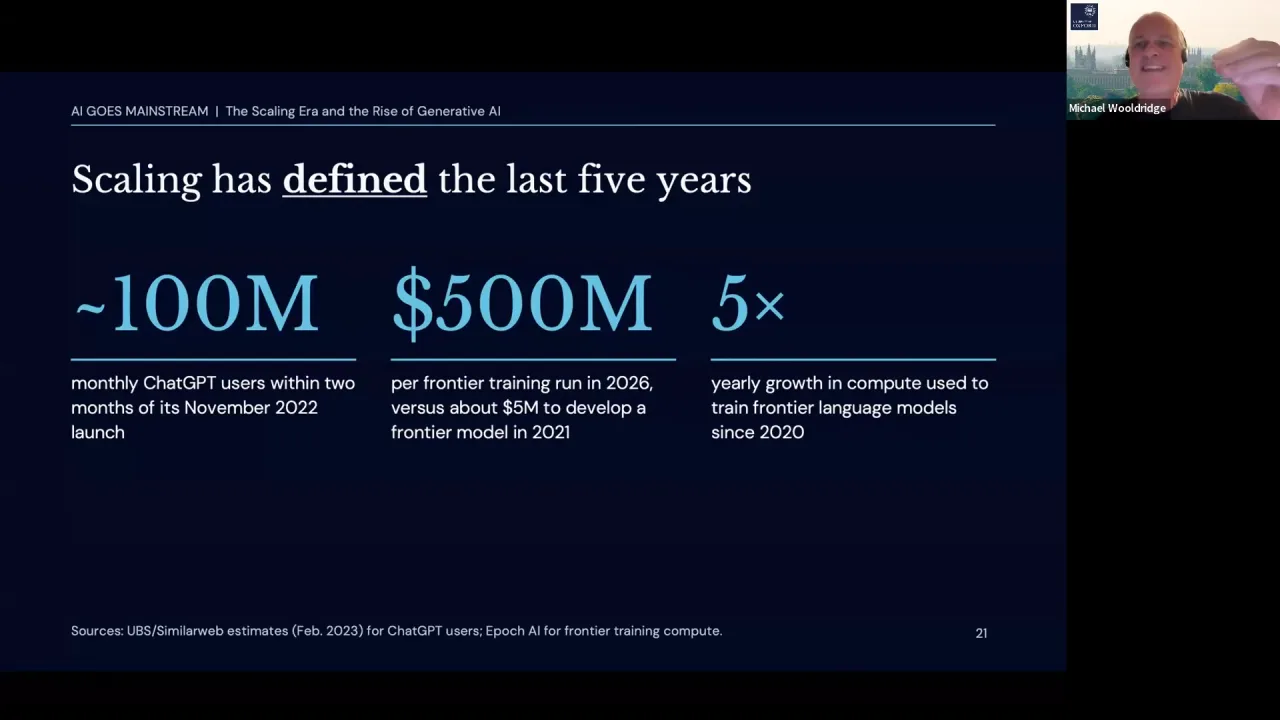 AI GOES MAINSTREAM | The Scaling Era and the Rise of Generative AI
Scaling has defined the last five years
~100M
monthly ChatGPT users within two
months of its November 2022
launch
$500M
per frontier training run in 2026,
versus about $5M to develop a
frontier model in 2021
5×
yearly growth in compute used to
train frontier language models
since 2020
Sources: UBS/Similarweb estimates (Feb. 2023) for ChatGPT users; Epoch AI for frontier training compute.
21
OXFORD
Michael Wooldridge